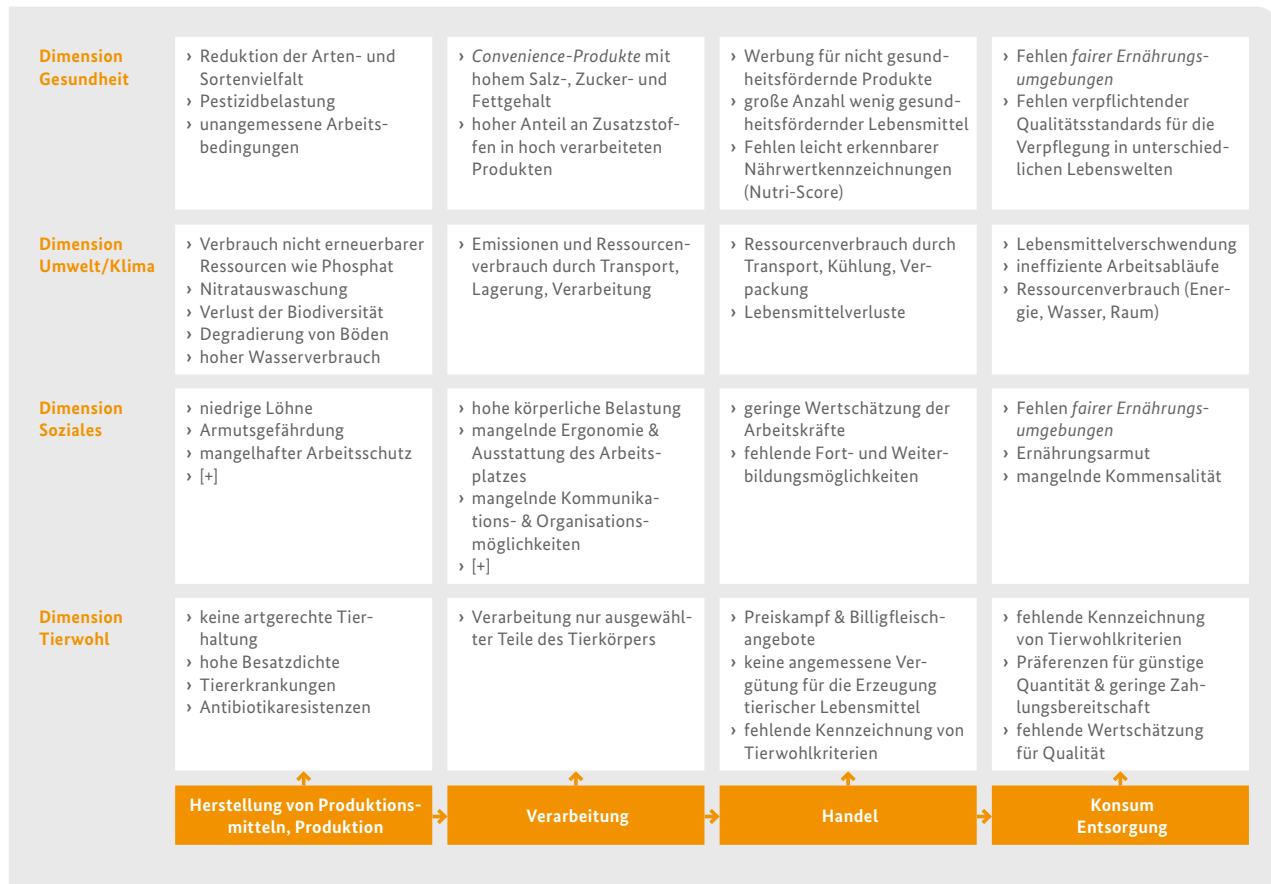 Dimension
Gesundheit
› Reduktion der Arten- und
Sortenvielfalt
› Pestizidbelastung
› unangemessene Arbeits-
bedingungen
› Convenience-Produkte mit
hohem Salz-, Zucker- und
Fettgehalt
› hoher Anteil an Zusatzstof-
fen in hoch verarbeiteten
Produkten
› Werbung für nicht gesund-
heitsfördernde Produkte
› große Anzahl wenig gesund-
heitsfördernder Lebensmittel
› Fehlen leicht erkennbarer
Nährwertkennzeichnungen
(Nutri-Score)
› Fehlen fairer Ernährungs-
umgebungen
› Fehlen verpflichtender
Qualitätsstandards für die
Verpflegung in unterschied-
lichen Lebenswelten
Dimension
Umwelt/Klima
› Verbrauch nicht erneuerbarer
Ressourcen wie Phosphat
› Nitratauswaschung
› Verlust der Biodiversität
› Degradierung von Böden
› hoher Wasserverbrauch
› Emissionen und Ressourcen-
verbrauch durch Transport,
Lagerung, Verarbeitung
› Ressourcenverbrauch durch
Transport, Kühlung, Ver-
packung
› Lebensmittelverluste
› Lebensmittelverschwendung
› ineffiziente Arbeitsabläufe
› Ressourcenverbrauch (Ener-
gie, Wasser, Raum)
Dimension
Soziales
› niedrige Löhne
› Armutsgefährdung
› mangelhafter Arbeitsschutz
› [+]
› hohe körperliche Belastung
› mangelnde Ergonomie &
Ausstattung des Arbeits-
platzes
› mangelnde Kommunika-
tions- & Organisations-
möglichkeiten
› [+]
› geringe Wertschätzung der
Arbeitskräfte
› fehlende Fort- und Weiter-
bildungsmöglichkeiten
› Fehlen fairer Ernährungs-
umgebungen
› Ernährungsarmut
› mangelnde Kommensalität
Dimension
Tierwohl
› keine artgerechte Tier-
haltung
› hohe Besatzdichte
› Tiererkrankungen
› Antibiotikaresistenzen
› Verarbeitung nur ausgewähl-
ter Teile des Tierkörpers
› Preiskampf & Billigfleisch-
angebote
› keine angemessene Ver-
gütung für die Erzeugung
tierischer Lebensmittel
› fehlende Kennzeichnung von
Tierwohlkriterien
› fehlende Kennzeichnung
von Tierwohlkriterien
› Präferenzen für günstige
Quantität & geringe Zah-
lungsbereitschaft
› fehlende Wertschätzung
für Qualität
Herstellung von Produktions-
mitteln, Produktion
Verarbeitung
Handel
Konsum
Entsorgung